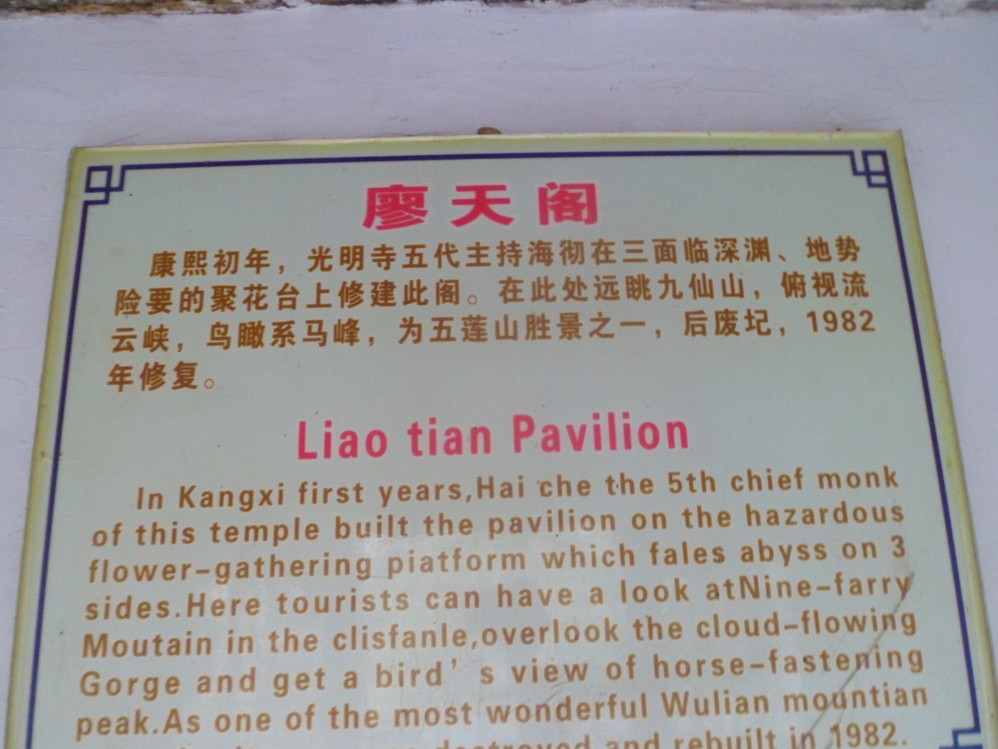 廖天阁
康熙初年，光明寺五代主持海彻在三面临深渊、地势
险要的聚花台上修建此阁。在此处远眺九仙山，俯视流
云峡，鸟瞰系马峰，为五莲山胜景之一，后废圮，1982
年修复。
Liao tian Pavilion
In Kangxi first years,Hai che the 5th chief monk
of this temple built the pavilion on the hazardous
flower-gathering piatform which fales abyss on 3
sides.Here tourists can have a look atNine-farry
Moutain in the clisfanle,overlook the cloud-flowing
Gorge and get a bird's view of horse-fastening
peak.As one of the most wonderful Wulian mountian
destroyed and rebuilt in 1982.